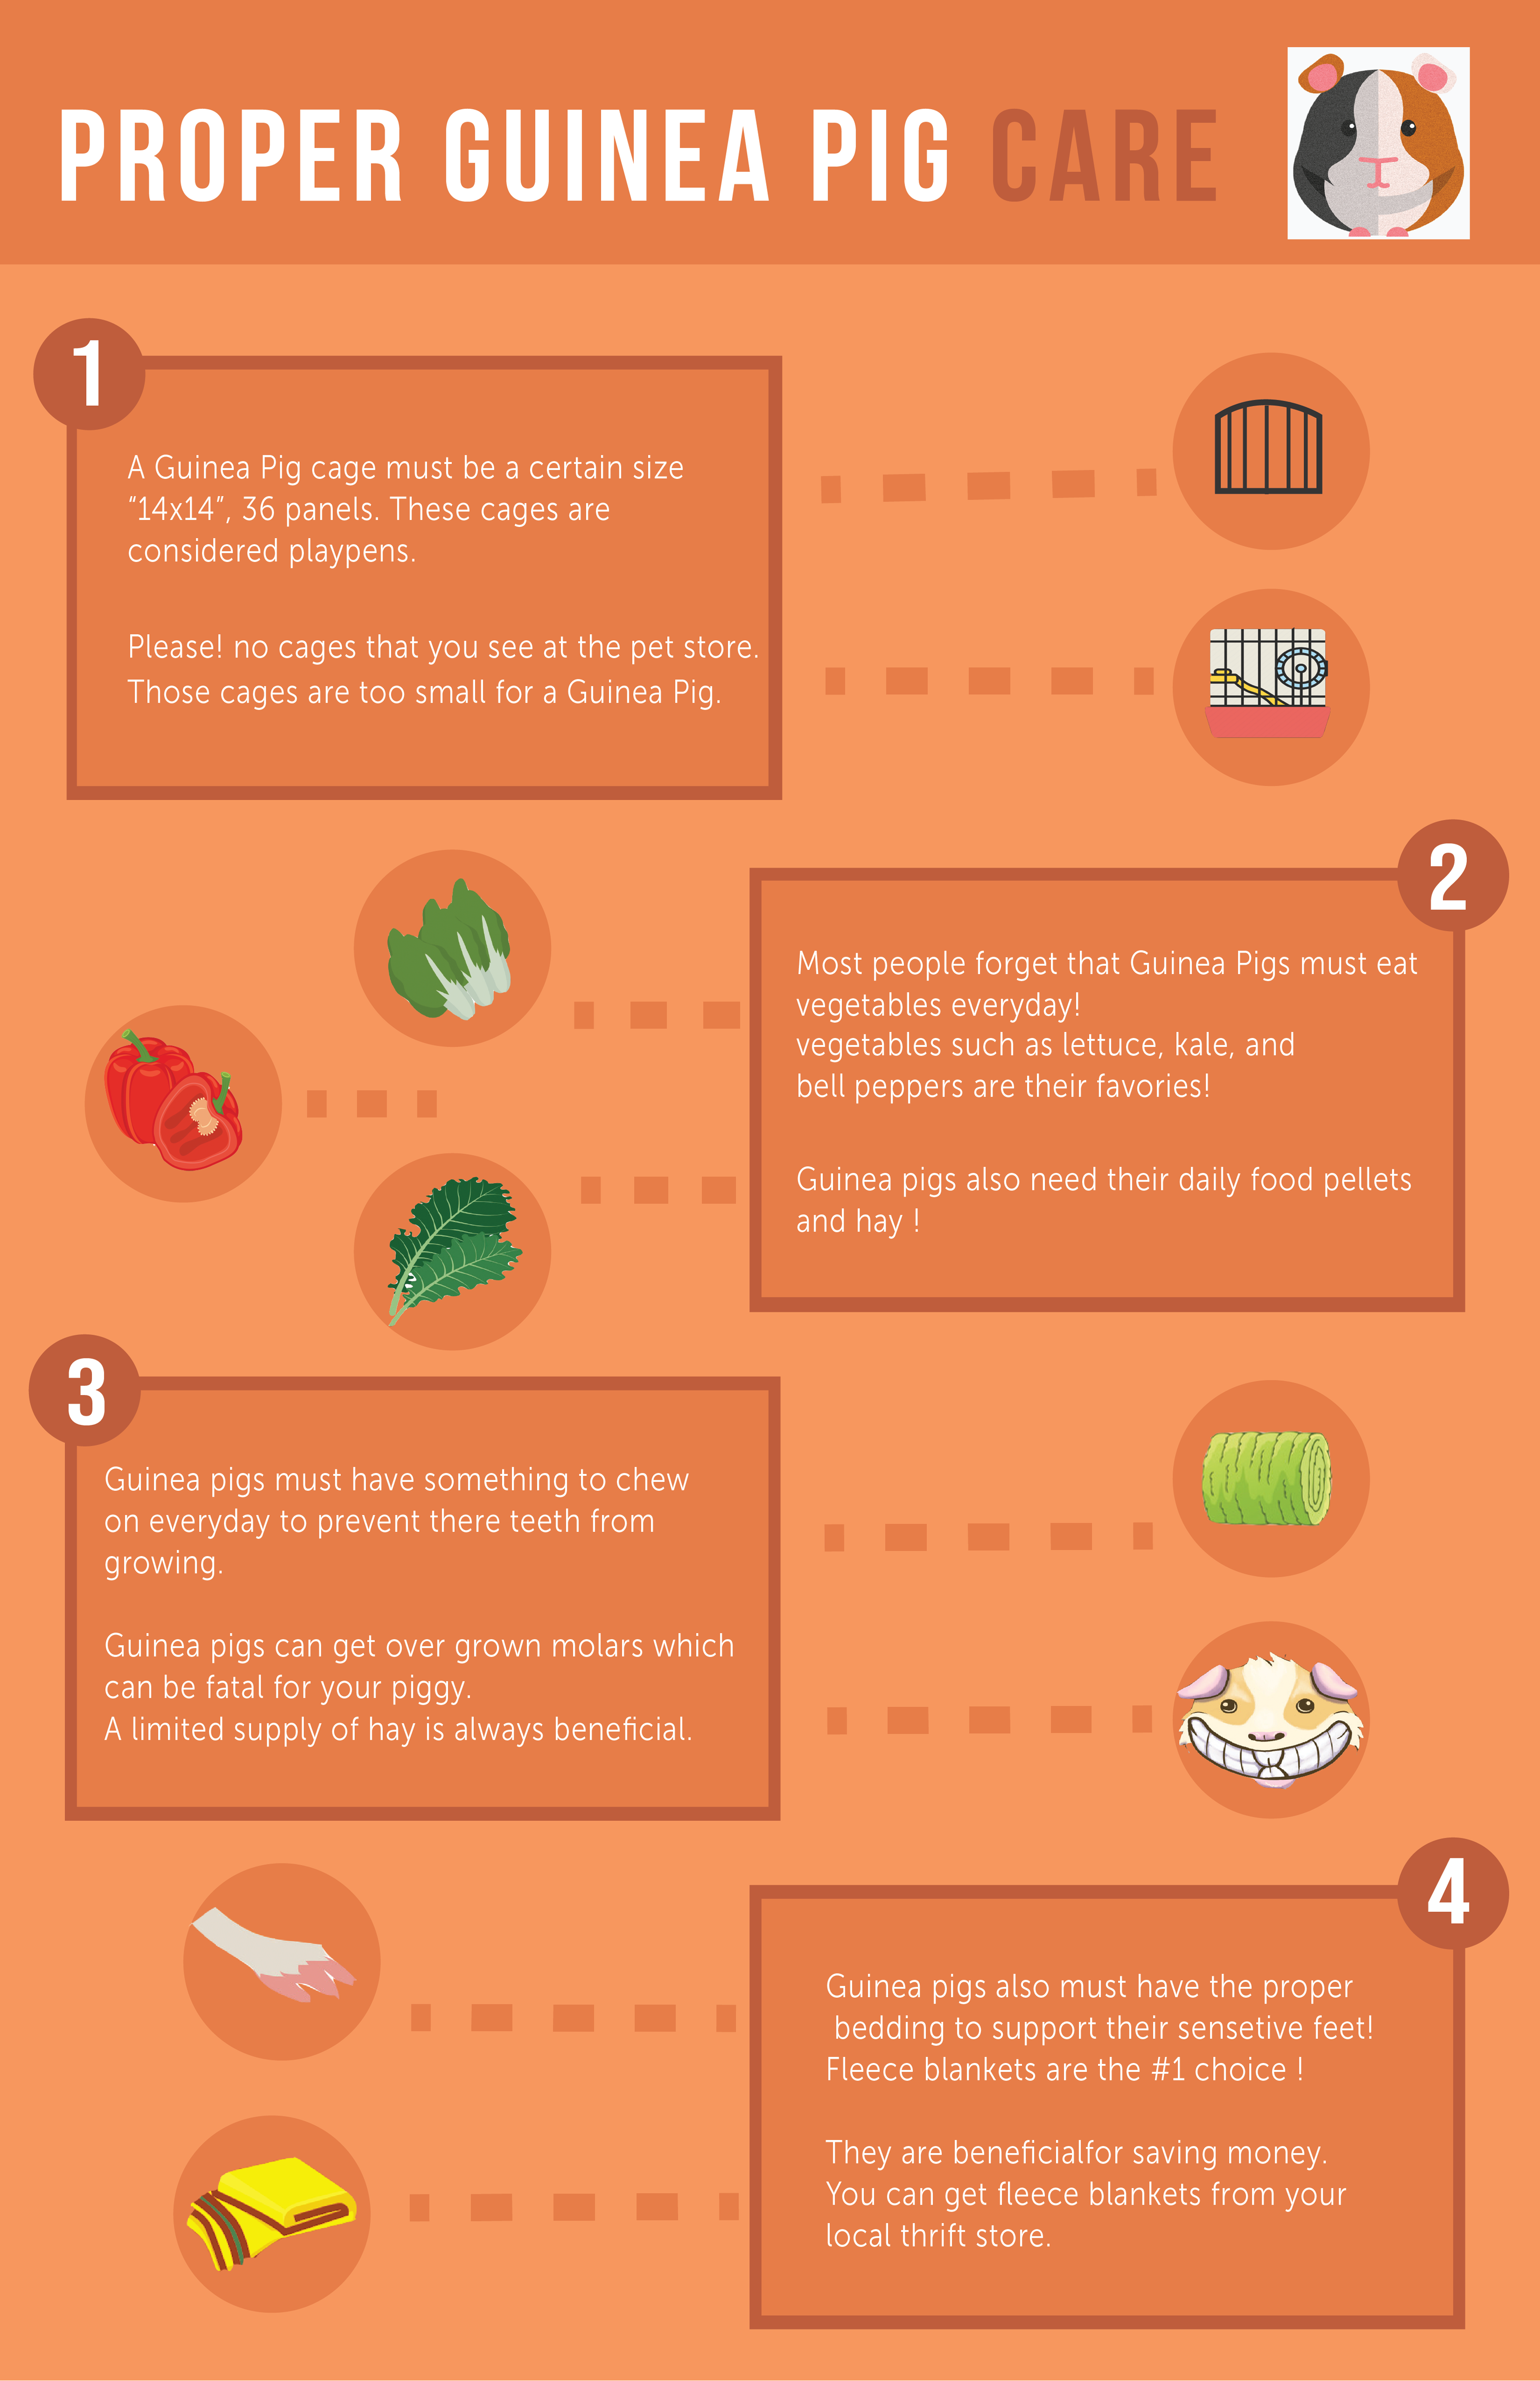 PROPER GUINEA PIG CARE
1
A Guinea Pig cage must be a certain size
“14x14”, 36 panels. These cages are
considered playpens.
Please! no cages that you see at the pet store.
Those cages are too small for a Guinea Pig.
2
Most people forget that Guinea Pigs must eat
vegetables everyday!
vegetables such as lettuce, kale, and
bell peppers are their favories!
Guinea pigs also need their daily food pellets
and hay !
3
Guinea pigs must have something to chew
on everyday to prevent there teeth from
growing.
Guinea pigs can get over grown molars which
can be fatal for your piggy.
A limited supply of hay is always beneficial.
4
Guinea pigs also must have the proper
bedding to support their sensetive feet!
Fleece blankets are the #1 choice !
They are beneficialfor saving money.
You can get fleece blankets from your
local thrift store.